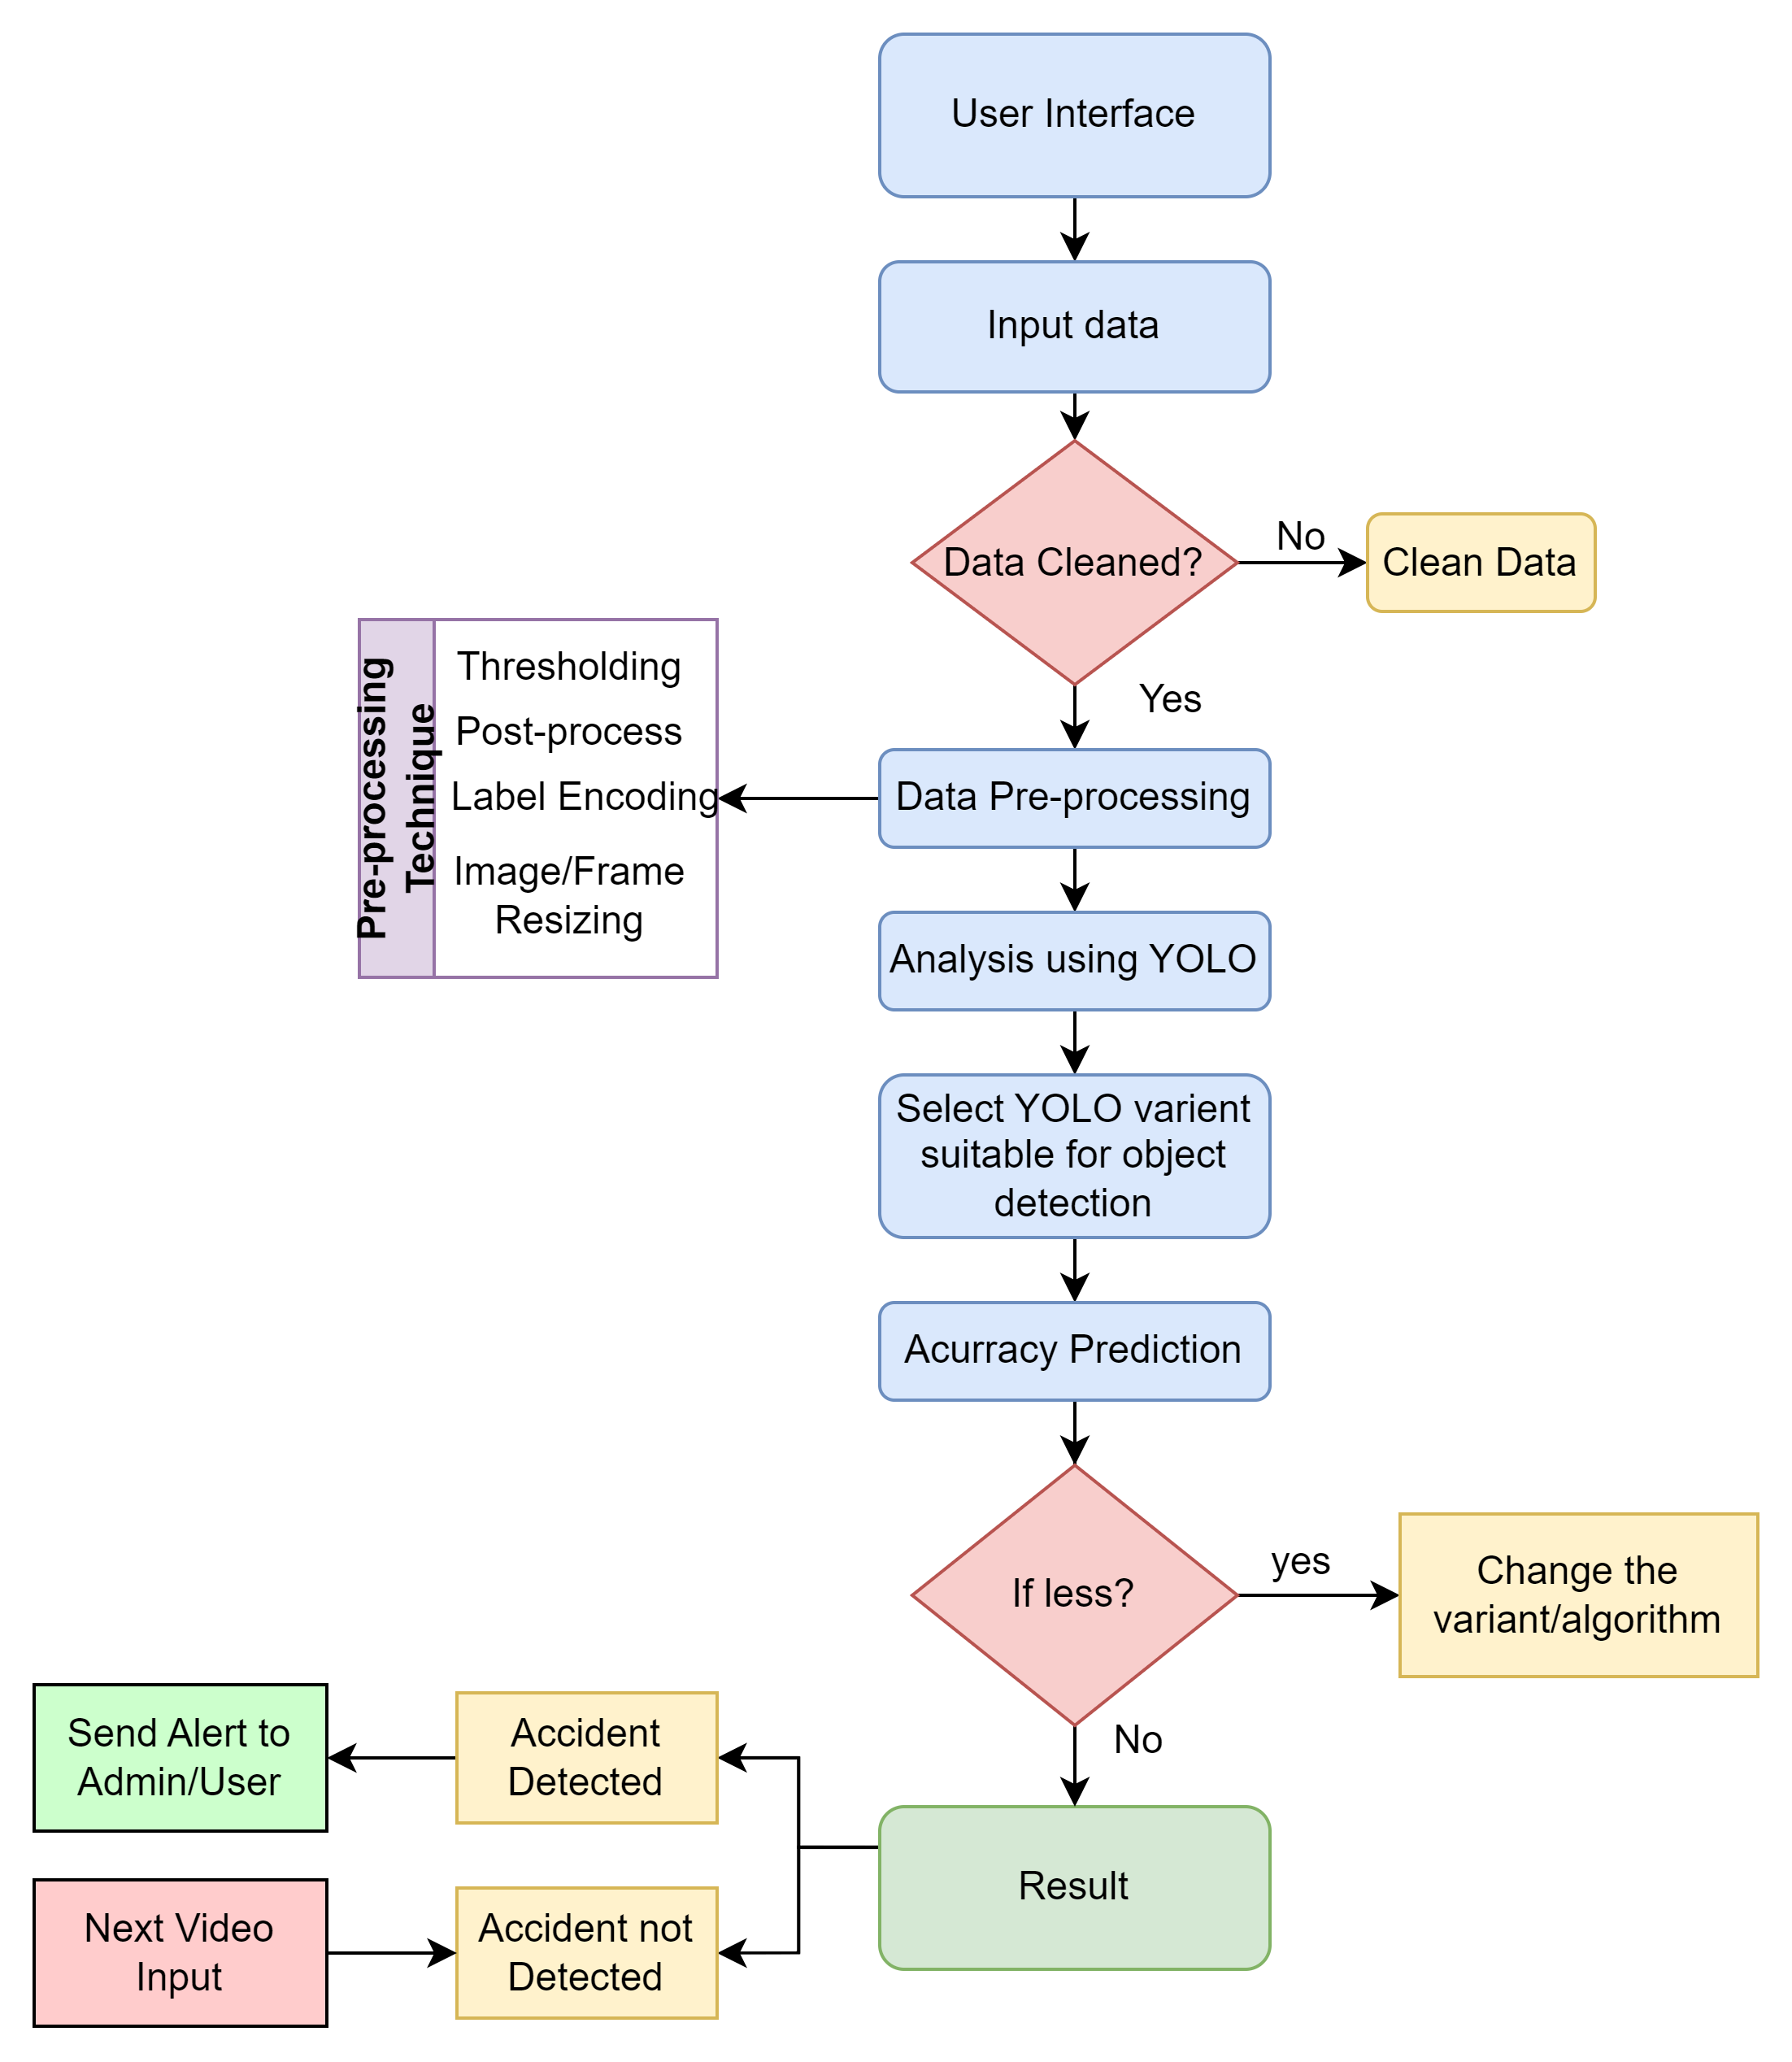 User Interface
Input data
Data Cleaned?
No
Clean Data
Yes
Pre-processing
Technique
Thresholding
Post-process
Label Encoding
Image/Frame
Resizing
Data Pre-processing
Analysis using YOLO
Select YOLO varient
suitable for object
detection
Acurracy Prediction
If less?
yes
Change the
variant/algorithm
No
Send Alert to
Admin/User
Accident
Detected
Result
Next Video
Input
Accident not
Detected